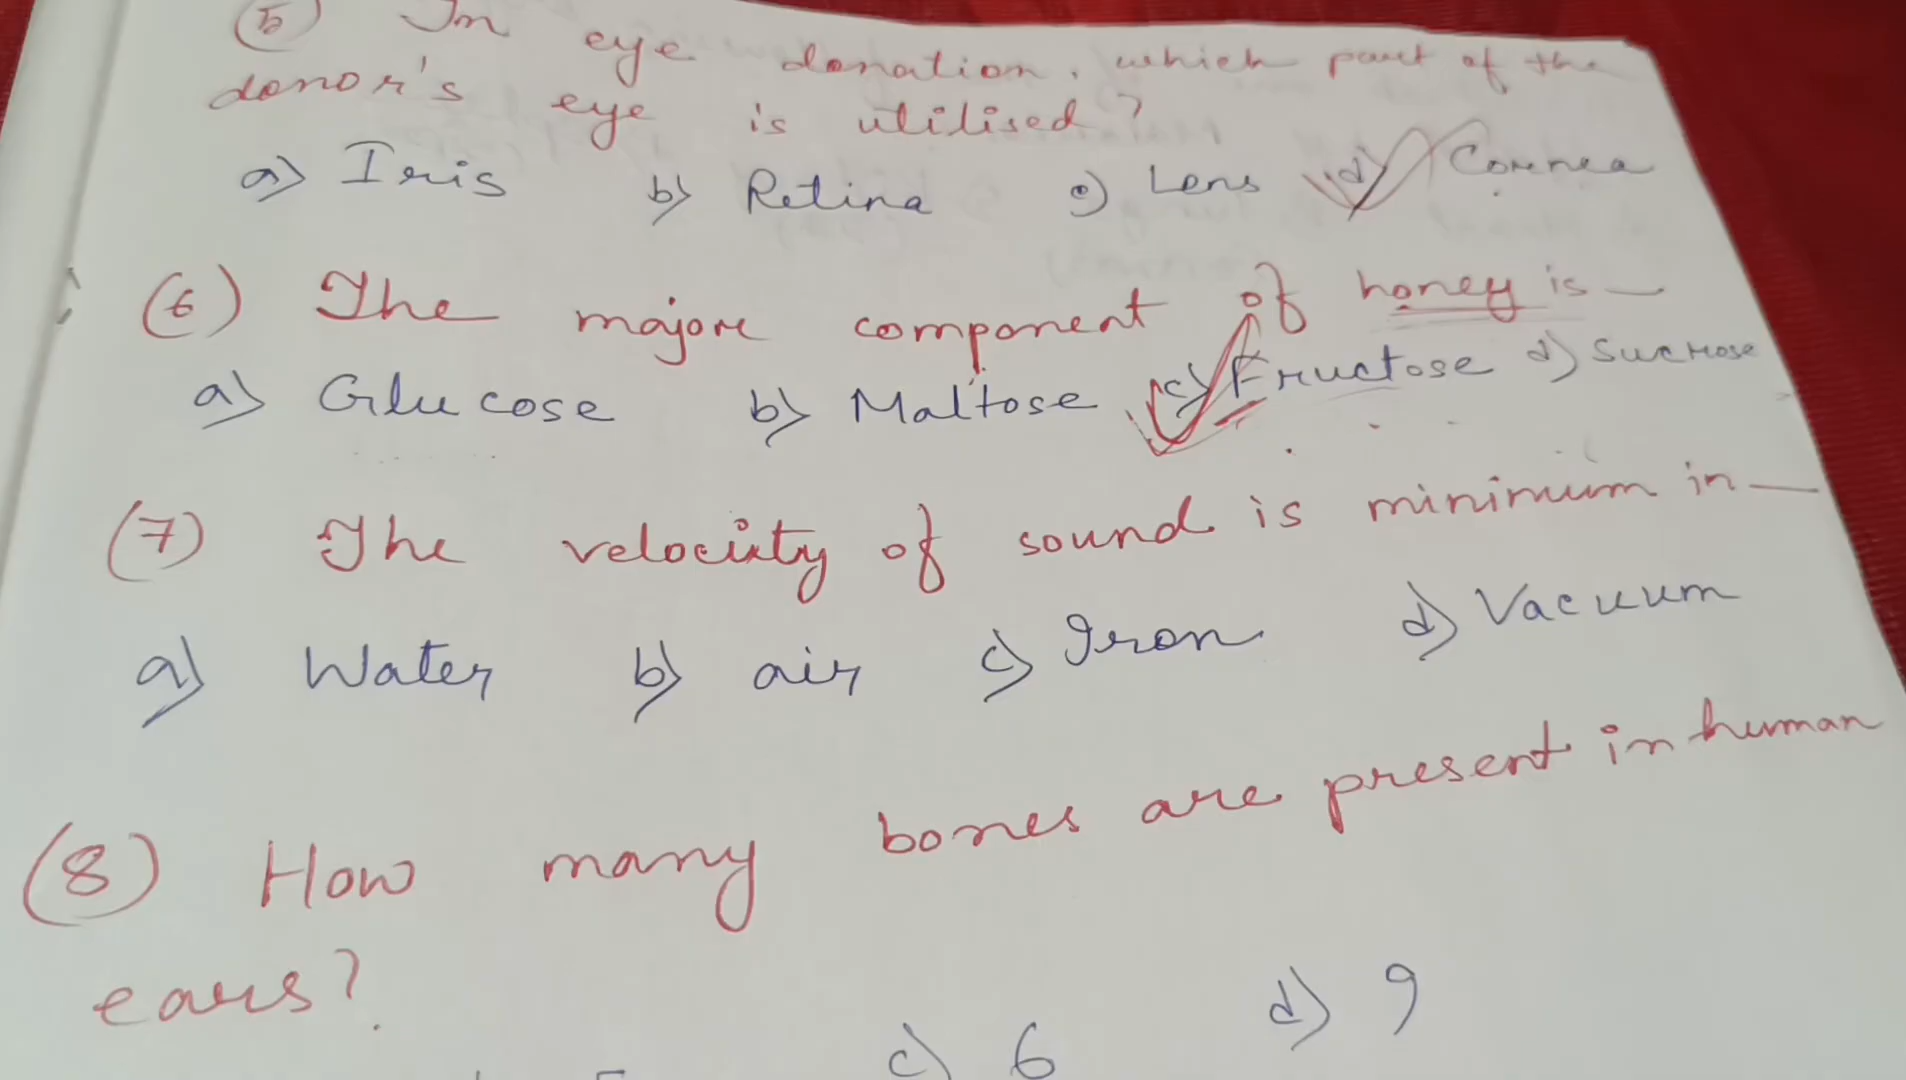 (5) In eye donation, which part of the
donor's eye is utilised?
a) Iris b) Retina c) Lens d) Cornea
(6) The major component of honey is —
a) Glucose b) Maltose c) Fructose d) Sucrose
(7) The velocity of sound is minimum in —
a) Water b) air c) Iron d) Vacuum
(8) How many bones are present in human
ears?
c) 6 d) 9